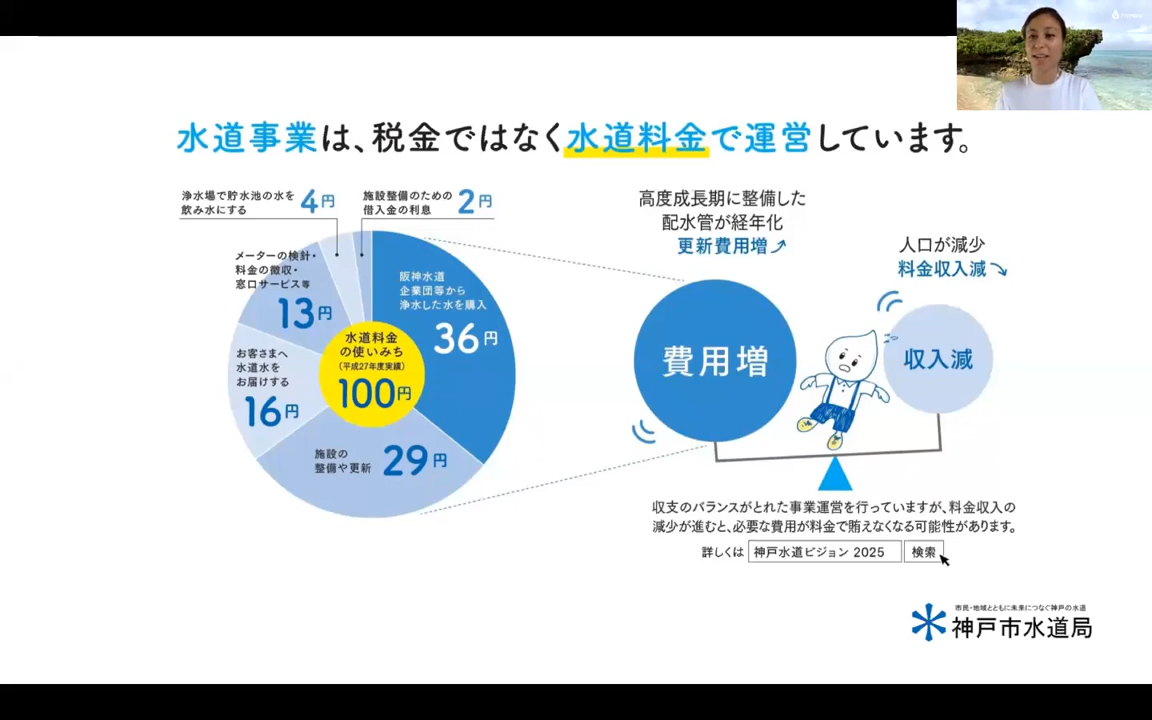 水道事業は、税金ではなく水道料金で運営しています。
浄水場で貯水池の水を
飲み水にする
4円
施設整備のための
借入金の利息
2円
メーターの検針・
料金の徴収・
窓口サービス等
13円
阪神水道
企業団等から
浄水した水を購入
36円
水道料金
の使いみち
(平成27年度実績)
100円
お客さまへ
水道水を
お届けする
16円
施設の
整備や更新
29円
高度成長期に整備した
配水管が経年化
更新費用増
人口が減少
料金収入減
費用増
収入減
収支のバランスがとれた事業運営を行っていますが、料金収入の
減少が進むと、必要な費用が料金で賄えなくなる可能性があります。
詳しくは 神戸水道ビジョン 2025 検索
市民・地域とともに未来につなぐ神戸の水道
神戸市水道局